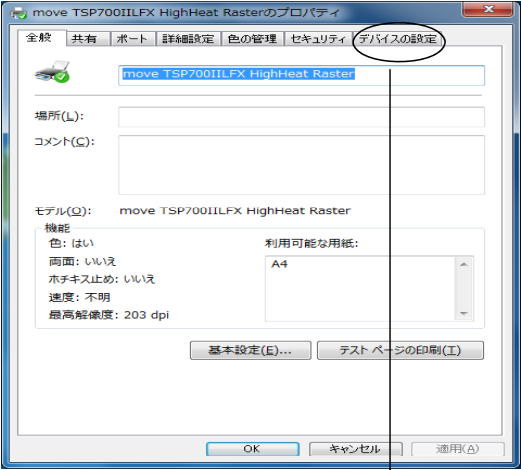 move TSP700IILFX HighHeat Rasterのプロパティ
全般 共有 ポート 詳細設定 色の管理 セキュリティ デバイスの設定
move TSP700IILFX HighHeat Raster
場所(L):
コメント(C):
モデル(O): move TSP700IILFX HighHeat Raster
機能
色: はい 利用可能な用紙:
両面: いいえ A4
ホチキス止め: いいえ
速度: 不明
最高解像度: 203 dpi
基本設定(E)... テスト ページの印刷(T)
OK キャンセル 適用(A)